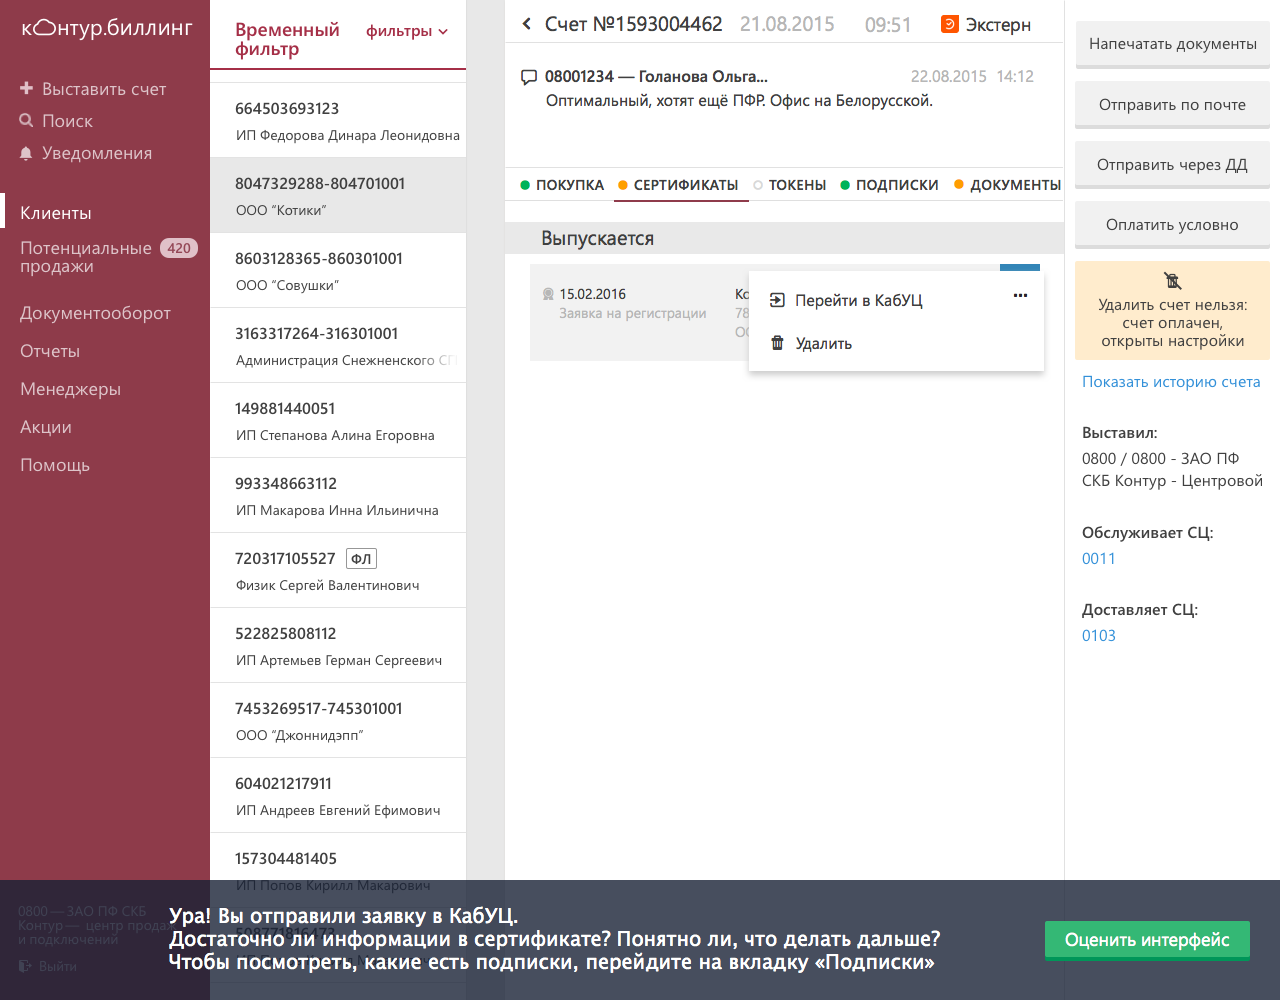 контур.биллинг
Выставить счет
Поиск
Уведомления
Клиенты
Потенциальные продажи 420
Документооборот
Отчеты
Менеджеры
Акции
Помощь
0800 — ЗАО ПФ СКБ
Контур — центр продаж
и подключений
Выйти
Временный
фильтр
фильтры
664503693123
ИП Федорова Динара Леонидовна
8047329288-804701001
ООО “Котики”
8603128365-860301001
ООО “Совушки”
3163317264-316301001
Администрация Снежненского СГ
149881440051
ИП Степанова Алина Егоровна
993348663112
ИП Макарова Инна Ильинична
720317105527 ФЛ
Физик Сергей Валентинович
522825808112
ИП Артемьев Герман Сергеевич
7453269517-745301001
ООО “Джоннидэпп”
604021217911
ИП Андреев Евгений Ефимович
157304481405
ИП Попов Кирилл Макарович
508771816473
Счет №1593004462 21.08.2015 09:51 Экстерн
08001234 — Голанова Ольга... 22.08.2015 14:12
Оптимальный, хотят ещё ПФР. Офис на Белорусской.
ПОКУПКА СЕРТИФИКАТЫ ТОКЕНЫ ПОДПИСКИ ДОКУМЕНТЫ
Выпускается
15.02.2016
Заявка на регистрации
Ко
78
ОС
Перейти в КабУЦ
Удалить
Напечатать документы
Отправить по почте
Отправить через ДД
Оплатить условно
Удалить счет нельзя:
счет оплачен,
открыты настройки
Показать историю счета
Выставил:
0800 / 0800 - ЗАО ПФ
СКБ Контур - Центровой
Обслуживает СЦ:
0011
Доставляет СЦ:
0103
Ура! Вы отправили заявку в КабУЦ.
Достаточно ли информации в сертификате? Понятно ли, что делать дальше?
Чтобы посмотреть, какие есть подписки, перейдите на вкладку «Подписки»
Оценить интерфейс